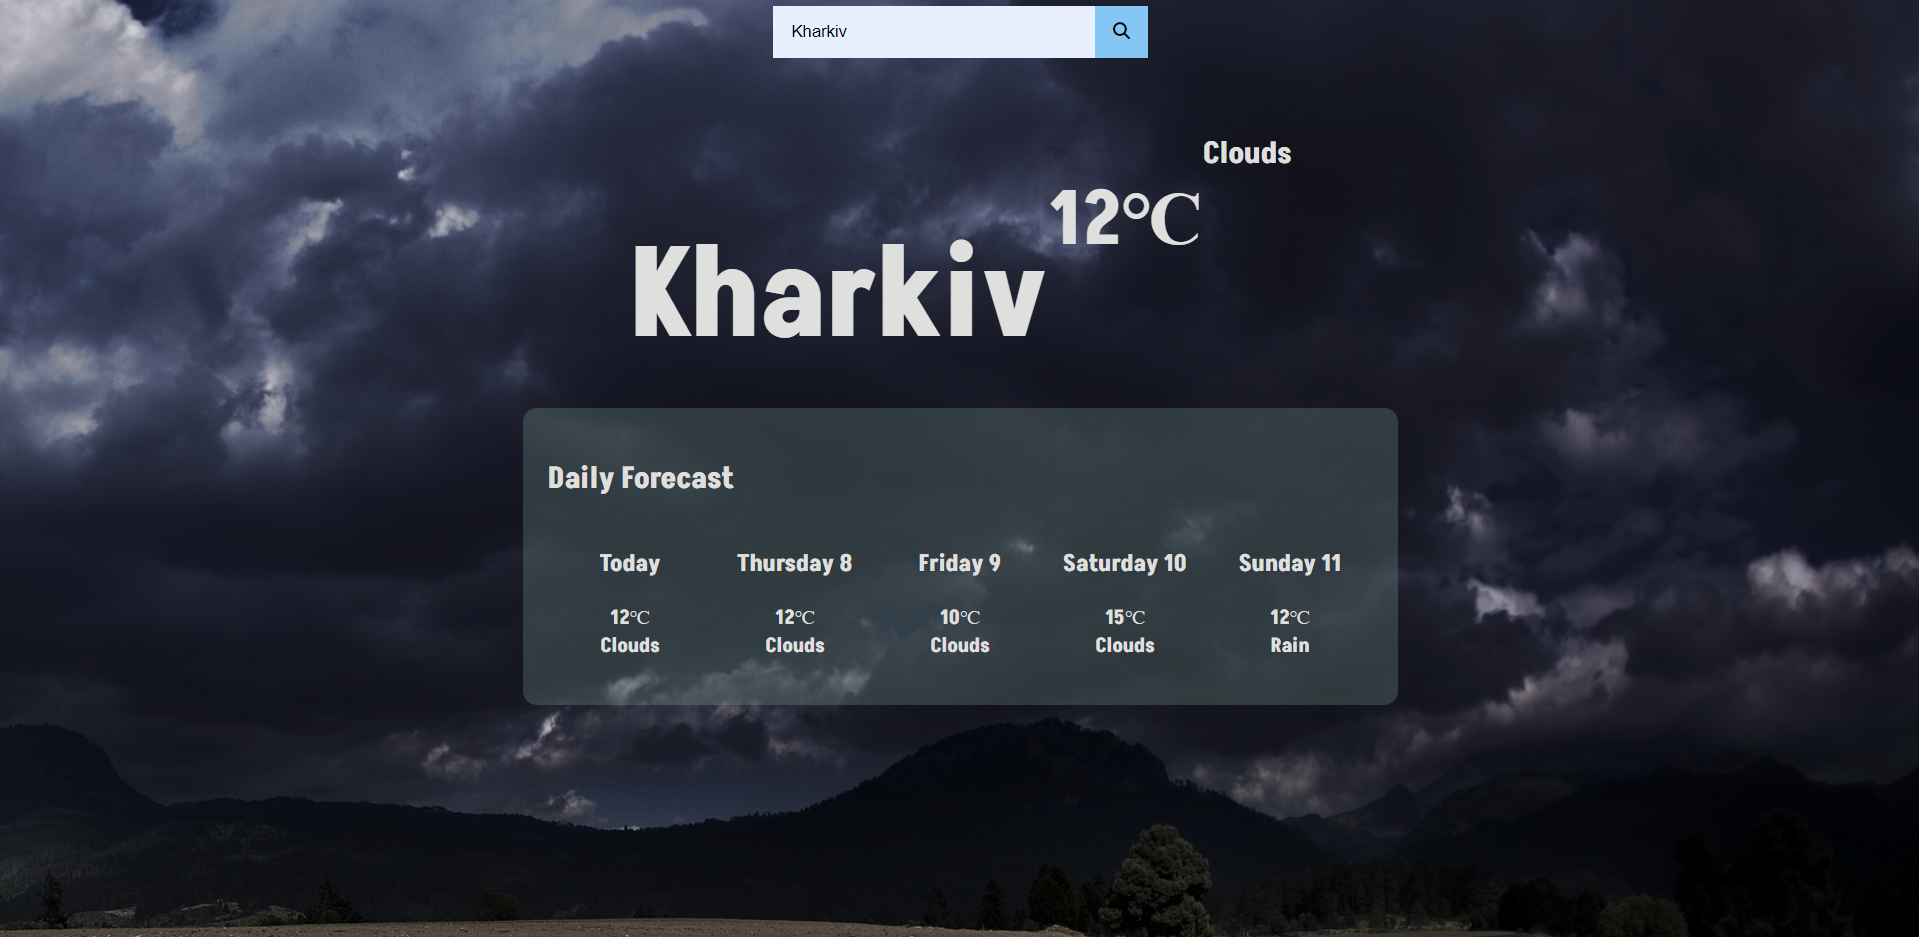 Kharkiv
Clouds
12℃
Kharkiv
Daily Forecast
Today Thursday 8 Friday 9 Saturday 10 Sunday 11
12℃ 12℃ 10℃ 15℃ 12℃
Clouds Clouds Clouds Clouds Rain